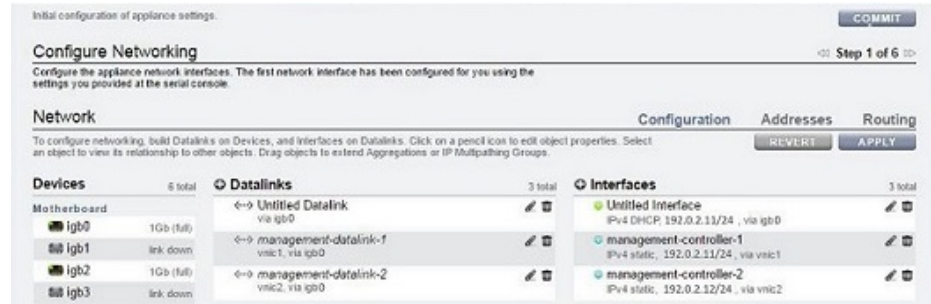 Initial configuration of appliance settings.
COMMIT
Configure Networking
Step 1 of 6
Configure the appliance network interfaces. The first network interface has been configured for you using the
settings you provided at the serial console.
Network
Configuration Addresses Routing
To configure networking, build Datalinks on Devices, and Interfaces on Datalinks. Click on a pencil icon to edit object properties. Select
an object to view its relationship to other objects. Drag objects to extend Aggregations or IP Multipathing Groups.
REVERT APPLY
Devices 6 total
Motherboard
igb0 1Gb (full)
igb1 link down
igb2 1Gb (full)
igb3 link down
Datalinks 3 total
Untitled Datalink
via igb0
management-datalink-1
vnic1, via igb0
management-datalink-2
vnic2, via igb0
Interfaces 3 total
Untitled Interface
IPv4 DHCP, 192.0.2.11/24 , via igb0
management-controller-1
IPv4 static, 192.0.2.11/24 , via vnic1
management-controller-2
IPv4 static, 192.0.2.12/24 , via vnic2